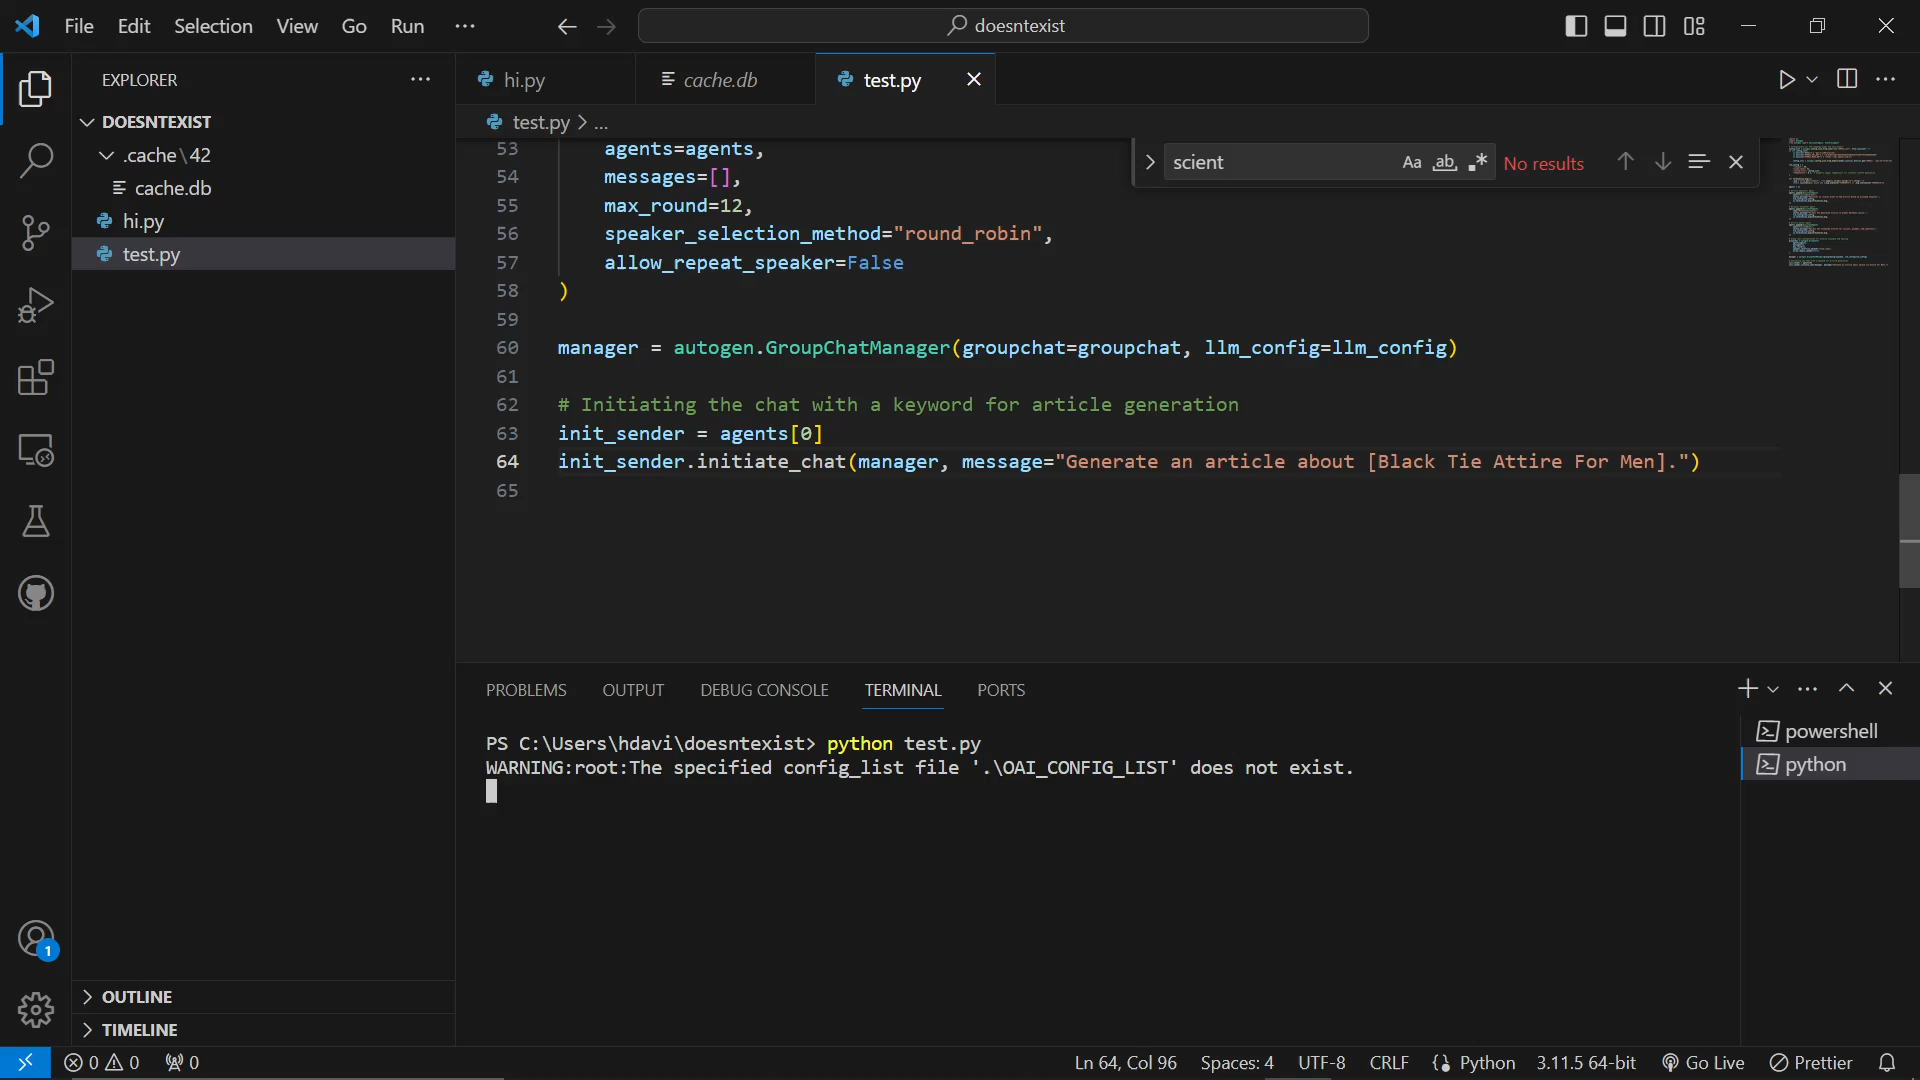 File Edit Selection View Go Run ··· doesntexist
EXPLORER ···
DOESNTEXIST
.cache\42
cache.db
hi.py
test.py
OUTLINE
TIMELINE
hi.py cache.db test.py
test.py > ...
scient Aa ab .* No results
53 agents=agents,
54 messages=[],
55 max_round=12,
56 speaker_selection_method="round_robin",
57 allow_repeat_speaker=False
58 )
59
60 manager = autogen.GroupChatManager(groupchat=groupchat, llm_config=llm_config)
61
62 # Initiating the chat with a keyword for article generation
63 init_sender = agents[0]
64 init_sender.initiate_chat(manager, message="Generate an article about [Black Tie Attire For Men].")
65
PROBLEMS OUTPUT DEBUG CONSOLE TERMINAL PORTS
PS C:\Users\hdavi\doesntexist> python test.py
WARNING:root:The specified config_list file '.\OAI_CONFIG_LIST' does not exist.
powershell
python
1
0 0 0 Ln 64, Col 96 Spaces: 4 UTF-8 CRLF Python 3.11.5 64-bit Go Live Prettier